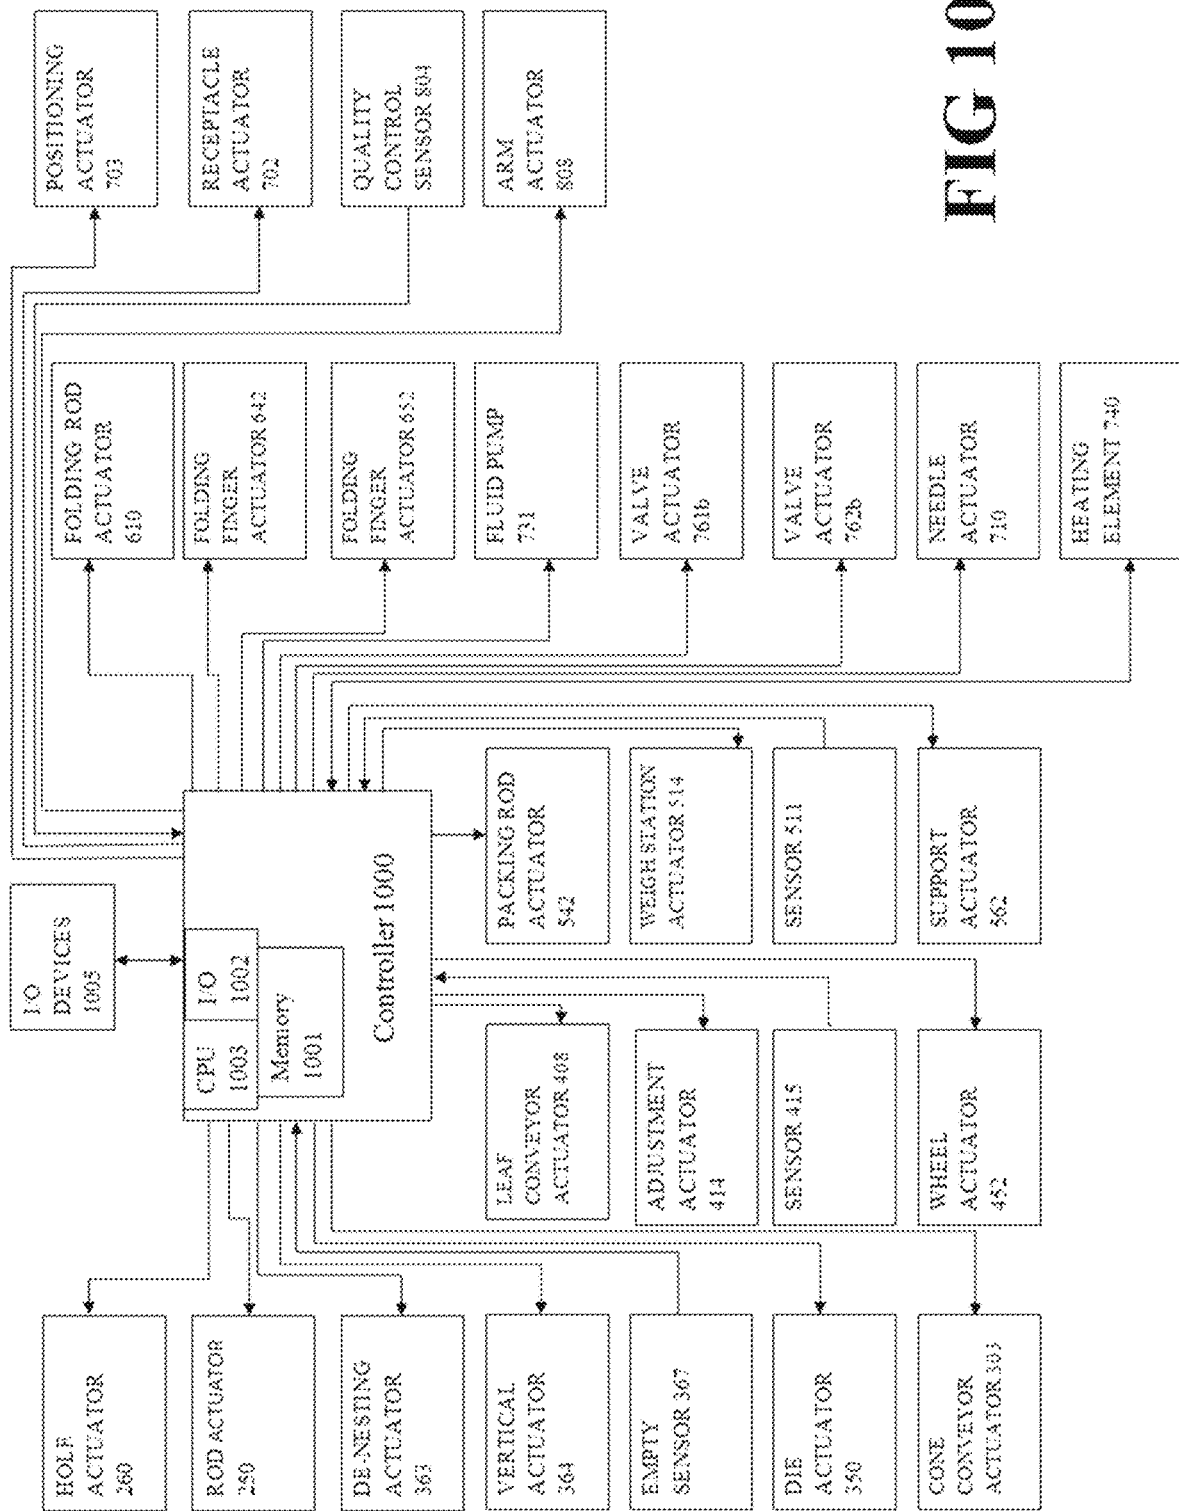 HOLE
ACTUATOR
260
ROD ACTUATOR
250
DE-NESTING
ACTUATOR
363
VERTICAL
ACTUATOR
364
EMPTY
SENSOR 367
DIE
ACTUATOR
350
CONE
CONVEYOR
ACTUATOR 303
I/O
DEVICES
1005
CPU
1003
I/O
1002
Memory
1001
Controller 1000
LEAF
CONVEYOR
ACTUATOR 408
ADJUSTMENT
ACTUATOR
414
SENSOR 415
WHEEL
ACTUATOR
452
PACKING ROD
ACTUATOR
542
WEIGH STATION
ACTUATOR 514
SENSOR 511
SUPPORT
ACTUATOR
562
FOLDING ROD
ACTUATOR
610
FOLDING
FINGER
ACTUATOR 642
FOLDING
FINGER
ACTUATOR 652
FLUID PUMP
731
VALVE
ACTUATOR
761b
VALVE
ACTUATOR
762b
NEEDLE
ACTUATOR
710
HEATING
ELEMENT 740
POSITIONING
ACTUATOR
703
RECEPTACLE
ACTUATOR
702
QUALITY
CONTROL
SENSOR 804
ARM
ACTUATOR
808
FIG 10